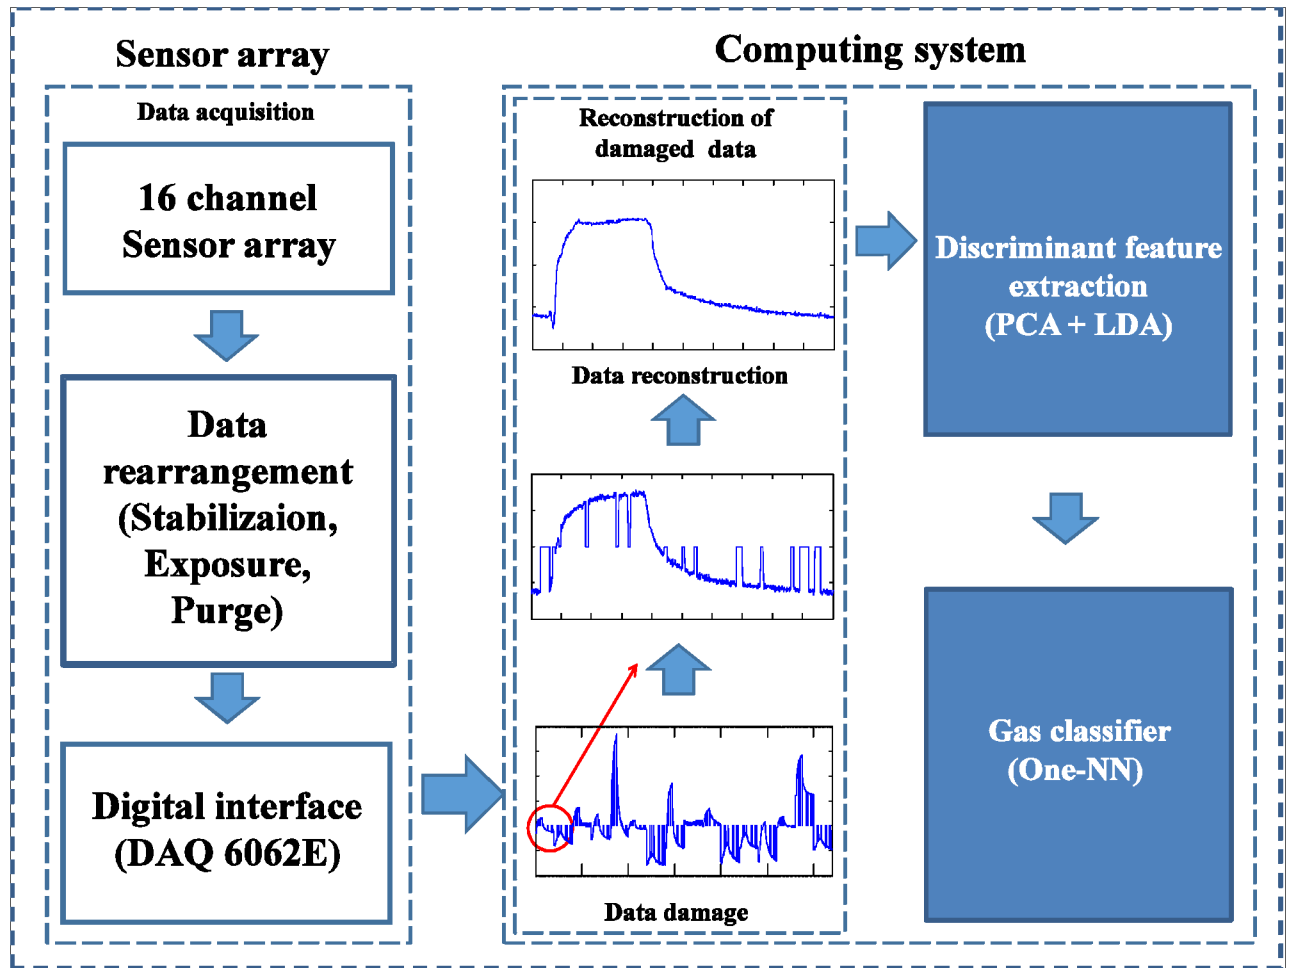 Sensor array
Data acquisition
16 channel
Sensor array
Data
rearrangement
(Stabilizaion,
Exposure,
Purge)
Digital interface
(DAQ 6062E)
Computing system
Reconstruction of
damaged data
Data reconstruction
Data damage
Discriminant feature
extraction
(PCA + LDA)
Gas classifier
(One-NN)